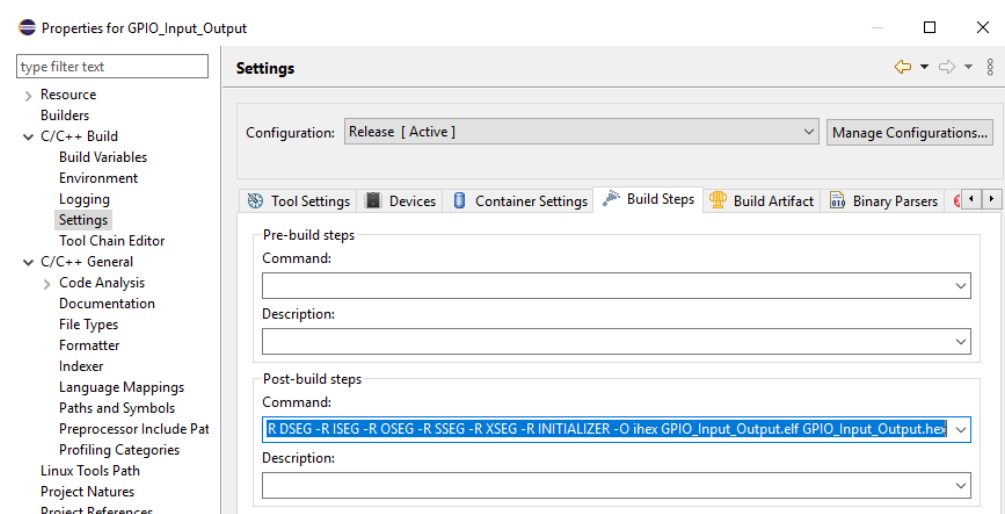 Properties for GPIO_Input_Output
type filter text
Settings
Resource
Builders
C/C++ Build
Build Variables
Environment
Logging
Settings
Tool Chain Editor
C/C++ General
Code Analysis
Documentation
File Types
Formatter
Indexer
Language Mappings
Paths and Symbols
Preprocessor Include Pat
Profiling Categories
Linux Tools Path
Project Natures
Project References
Configuration: Release [ Active ] Manage Configurations...
Tool Settings Devices Container Settings Build Steps Build Artifact Binary Parsers
Pre-build steps
Command:
Description:
Post-build steps
Command:
R DSEG -R ISEG -R OSEG -R SSEG -R XSEG -R INITIALIZER -O ihex GPIO_Input_Output.elf GPIO_Input_Output.hex
Description: